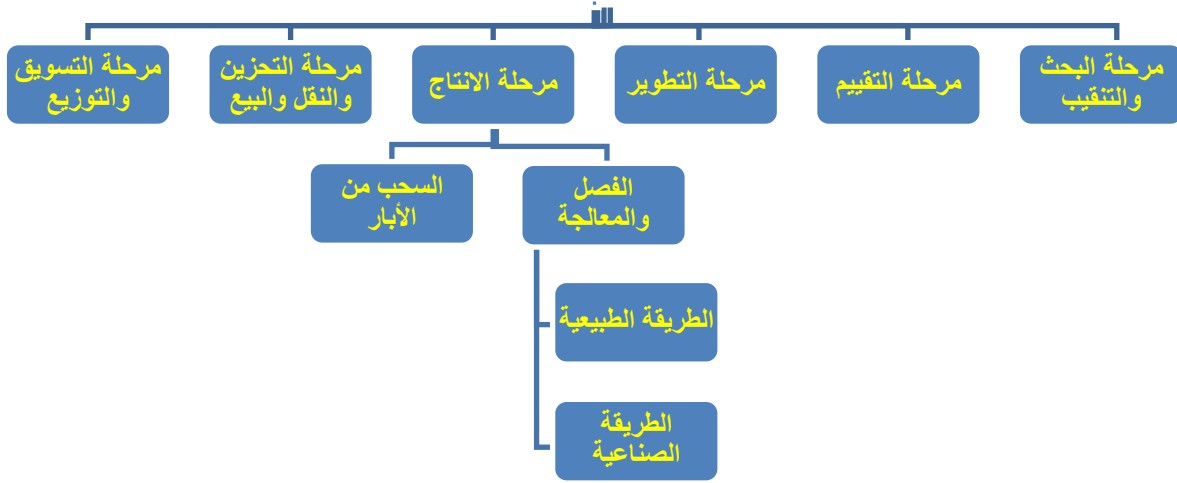 مرحلة البحث
والتنقيب
مرحلة التقييم
مرحلة التطوير
مرحلة الانتاج
مرحلة التحزين
والنقل والبيع
مرحلة التسويق
والتوزيع
الفصل
والمعالجة
السحب من
الأبار
الطريقة الطبيعية
الطريقة
الصناعية